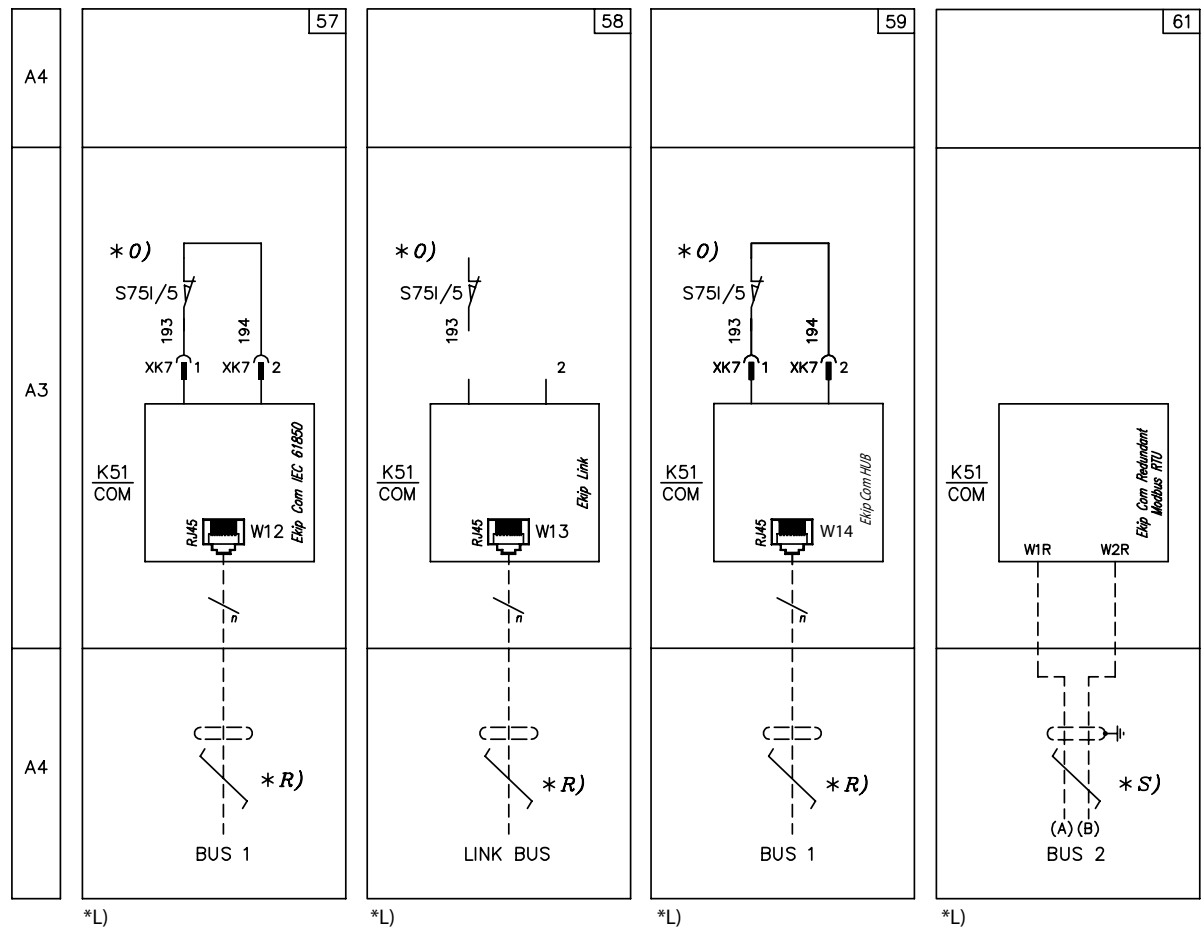 A4
A3
A4
57
*O)
S75I/5
193
194
XK7 1
XK7 2
K51
COM
Ekip Com IEC 61850
RJ45
W12
n
*R)
BUS 1
*L)
58
*O)
S75I/5
193
2
K51
COM
Ekip Link
RJ45
W13
n
*R)
LINK BUS
*L)
59
*O)
S75I/5
193
194
XK7 1
XK7 2
K51
COM
Ekip Com HUB
RJ45
W14
n
*R)
BUS 1
*L)
61
K51
COM
Ekip Com Redundant
Modbus RTU
W1R
W2R
*S)
(A) (B)
BUS 2
*L)